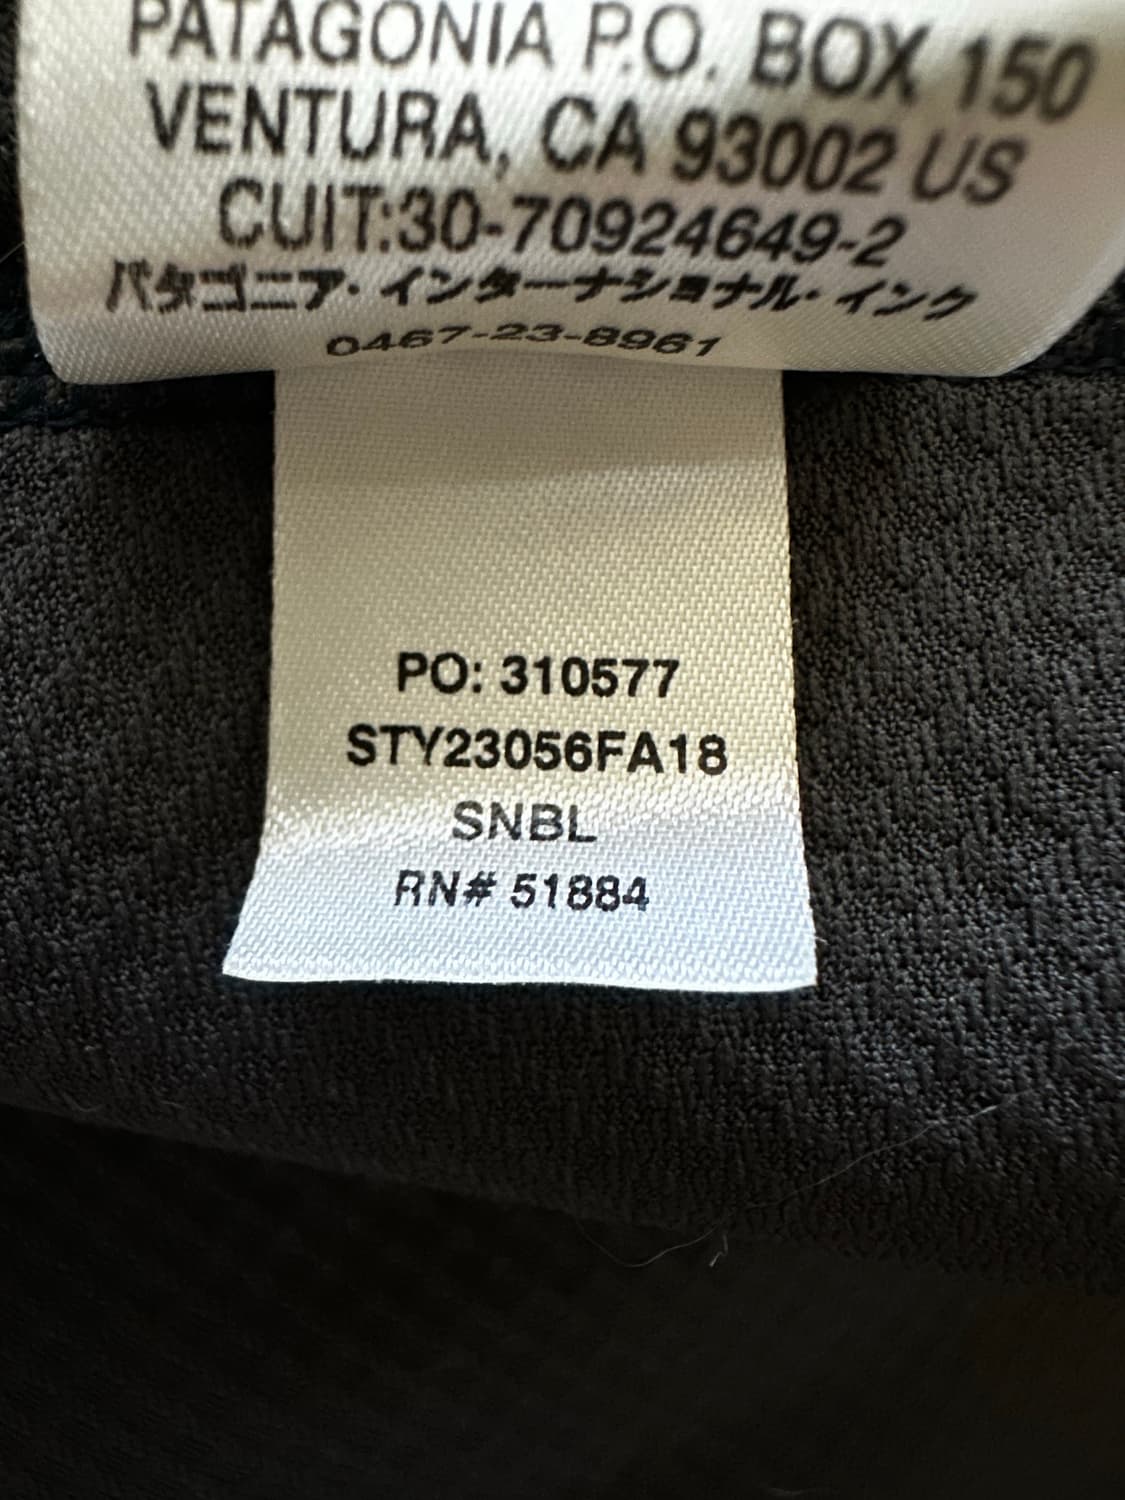 PATAGONIA P.O. BOX 150
VENTURA, CA 93002 US
CUIT:30-70924649-2
パタゴニア・インターナショナル・インク
0467-23-8961
PO: 310577
STY23056FA18
SNBL
RN# 51884